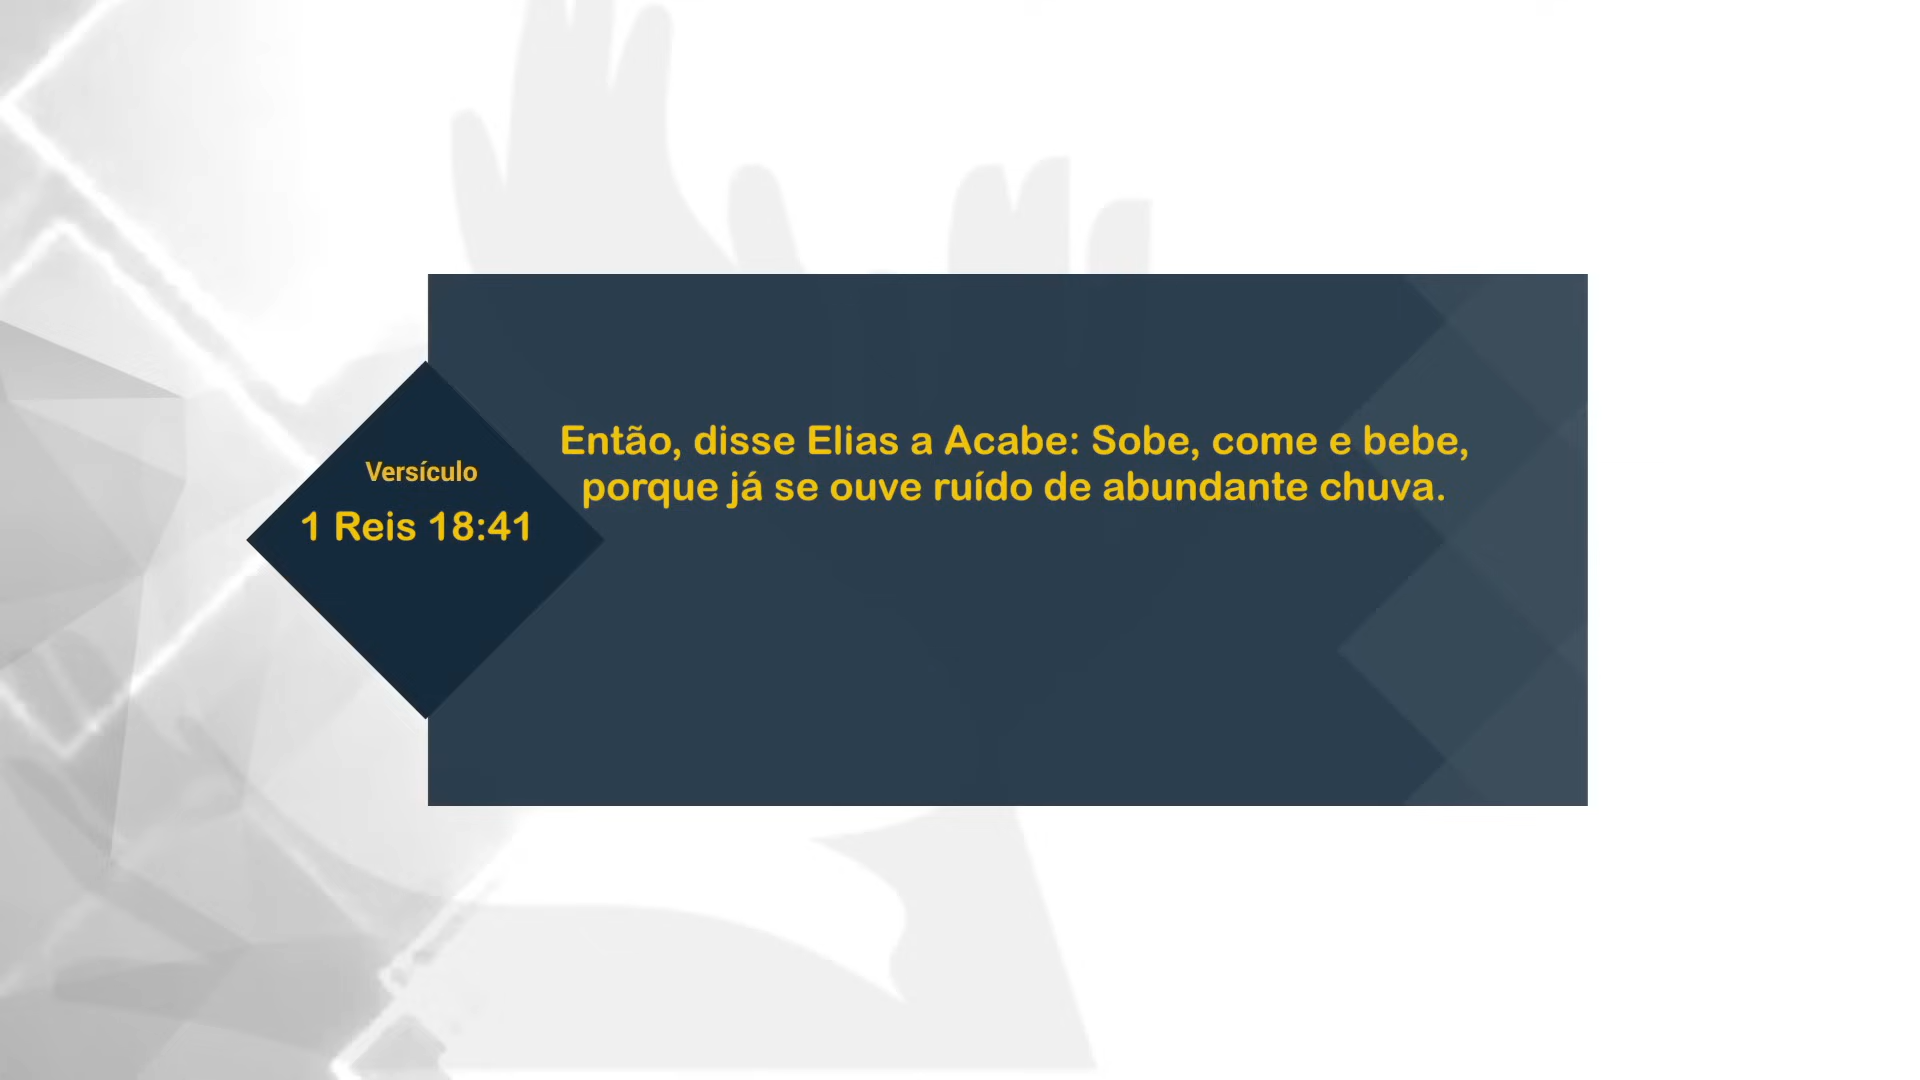 Versículo
1 Reis 18:41
Então, disse Elias a Acabe: Sobe, come e bebe,
porque já se ouve ruído de abundante chuva.